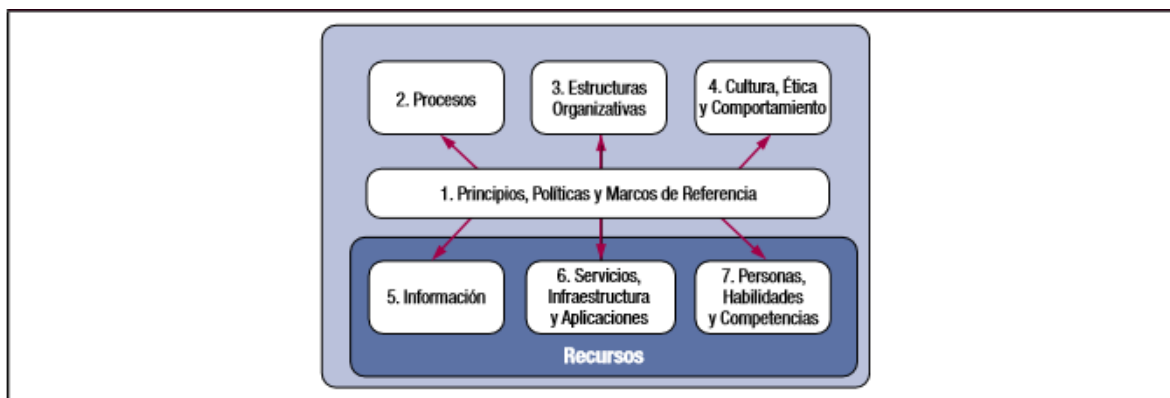 2. Procesos
3. Estructuras
Organizativas
4. Cultura, Ética
y Comportamiento
1. Principios, Políticas y Marcos de Referencia
5. Información
6. Servicios,
Infraestructura
y Aplicaciones
7. Personas,
Habilidades
y Competencias
Recursos